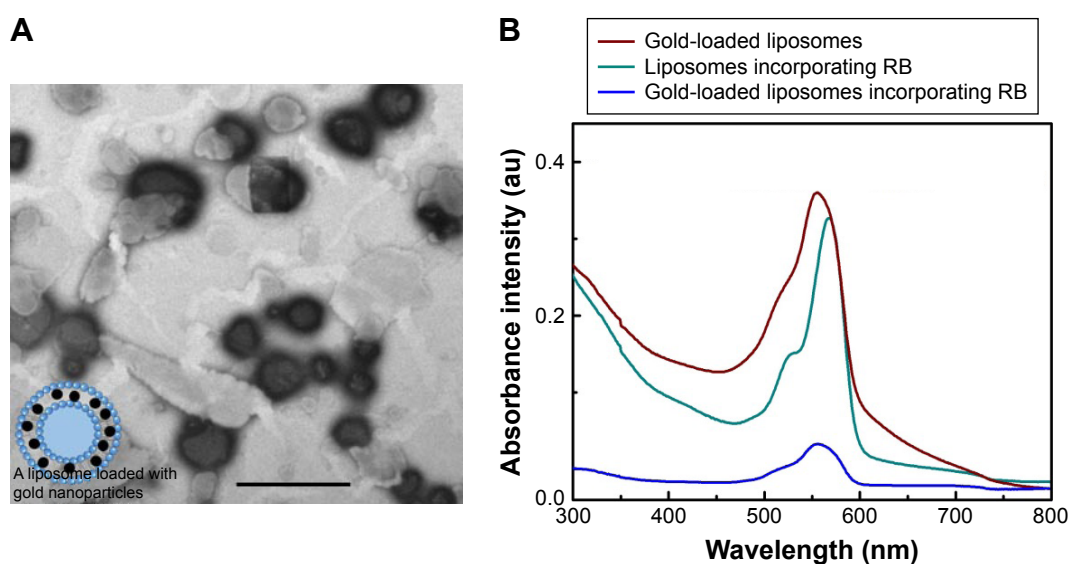 A
A liposome loaded with
gold nanoparticles
B
Gold-loaded liposomes
Liposomes incorporating RB
Gold-loaded liposomes incorporating RB
Absorbance intensity (au)
0.4
0.2
0.0
300 400 500 600 700 800
Wavelength (nm)